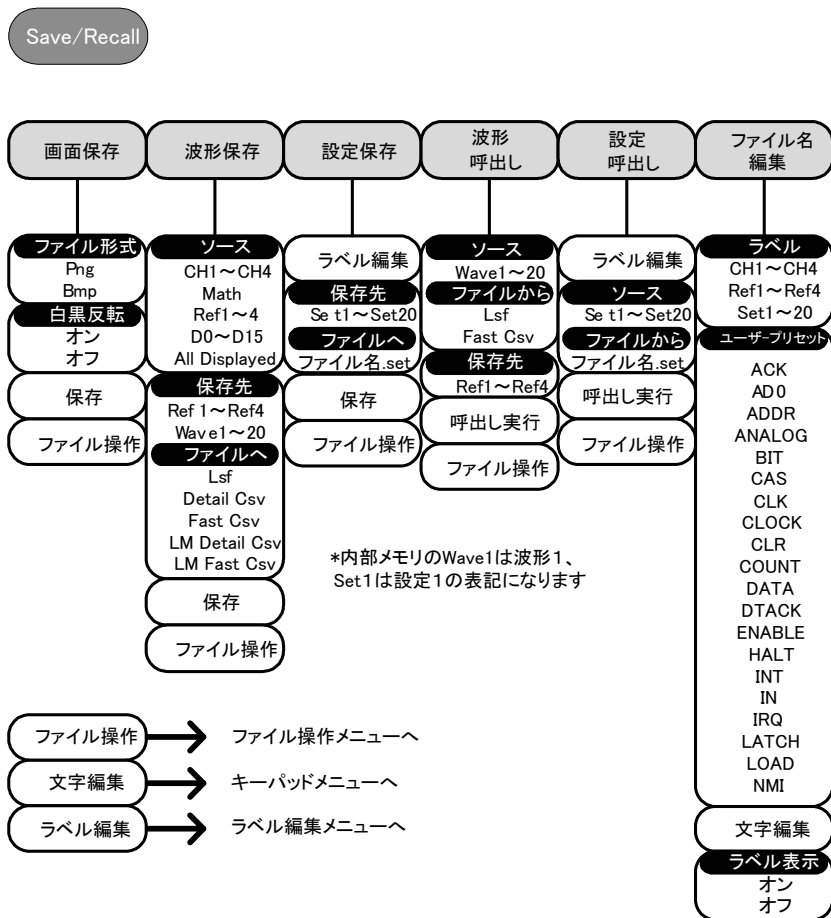 Save/Recall
画面保存
ファイル形式
Png
Bmp
白黒反転
オン
オフ
保存
ファイル操作
波形保存
ソース
CH1～CH4
Math
Ref1～4
D0～D15
All Displayed
保存先
Ref 1～Ref4
Wave1～20
ファイルへ
Lsf
Detail Csv
Fast Csv
LM Detail Csv
LM Fast Csv
保存
ファイル操作
設定保存
ラベル編集
保存先
Se t1～Set20
ファイルへ
ファイル名.set
保存
ファイル操作
波形
呼出し
ソース
Wave1～20
ファイルから
Lsf
Fast Csv
保存先
Ref1～Ref4
呼出し実行
ファイル操作
設定
呼出し
ラベル編集
ソース
Se t1～Set20
ファイルから
ファイル名.set
呼出し実行
ファイル操作
ファイル名
編集
ラベル
CH1～CH4
Ref1～Ref4
Set1～20
ユーザープリセット
ACK
AD0
ADDR
ANALOG
BIT
CAS
CLK
CLOCK
CLR
COUNT
DATA
DTACK
ENABLE
HALT
INT
IN
IRQ
LATCH
LOAD
NMI
文字編集
ラベル表示
オン
オフ
*内部メモリのWave1は波形1、
Set1は設定1の表記になります
ファイル操作 ファイル操作メニューへ
文字編集 キーパッドメニューへ
ラベル編集 ラベル編集メニューへ